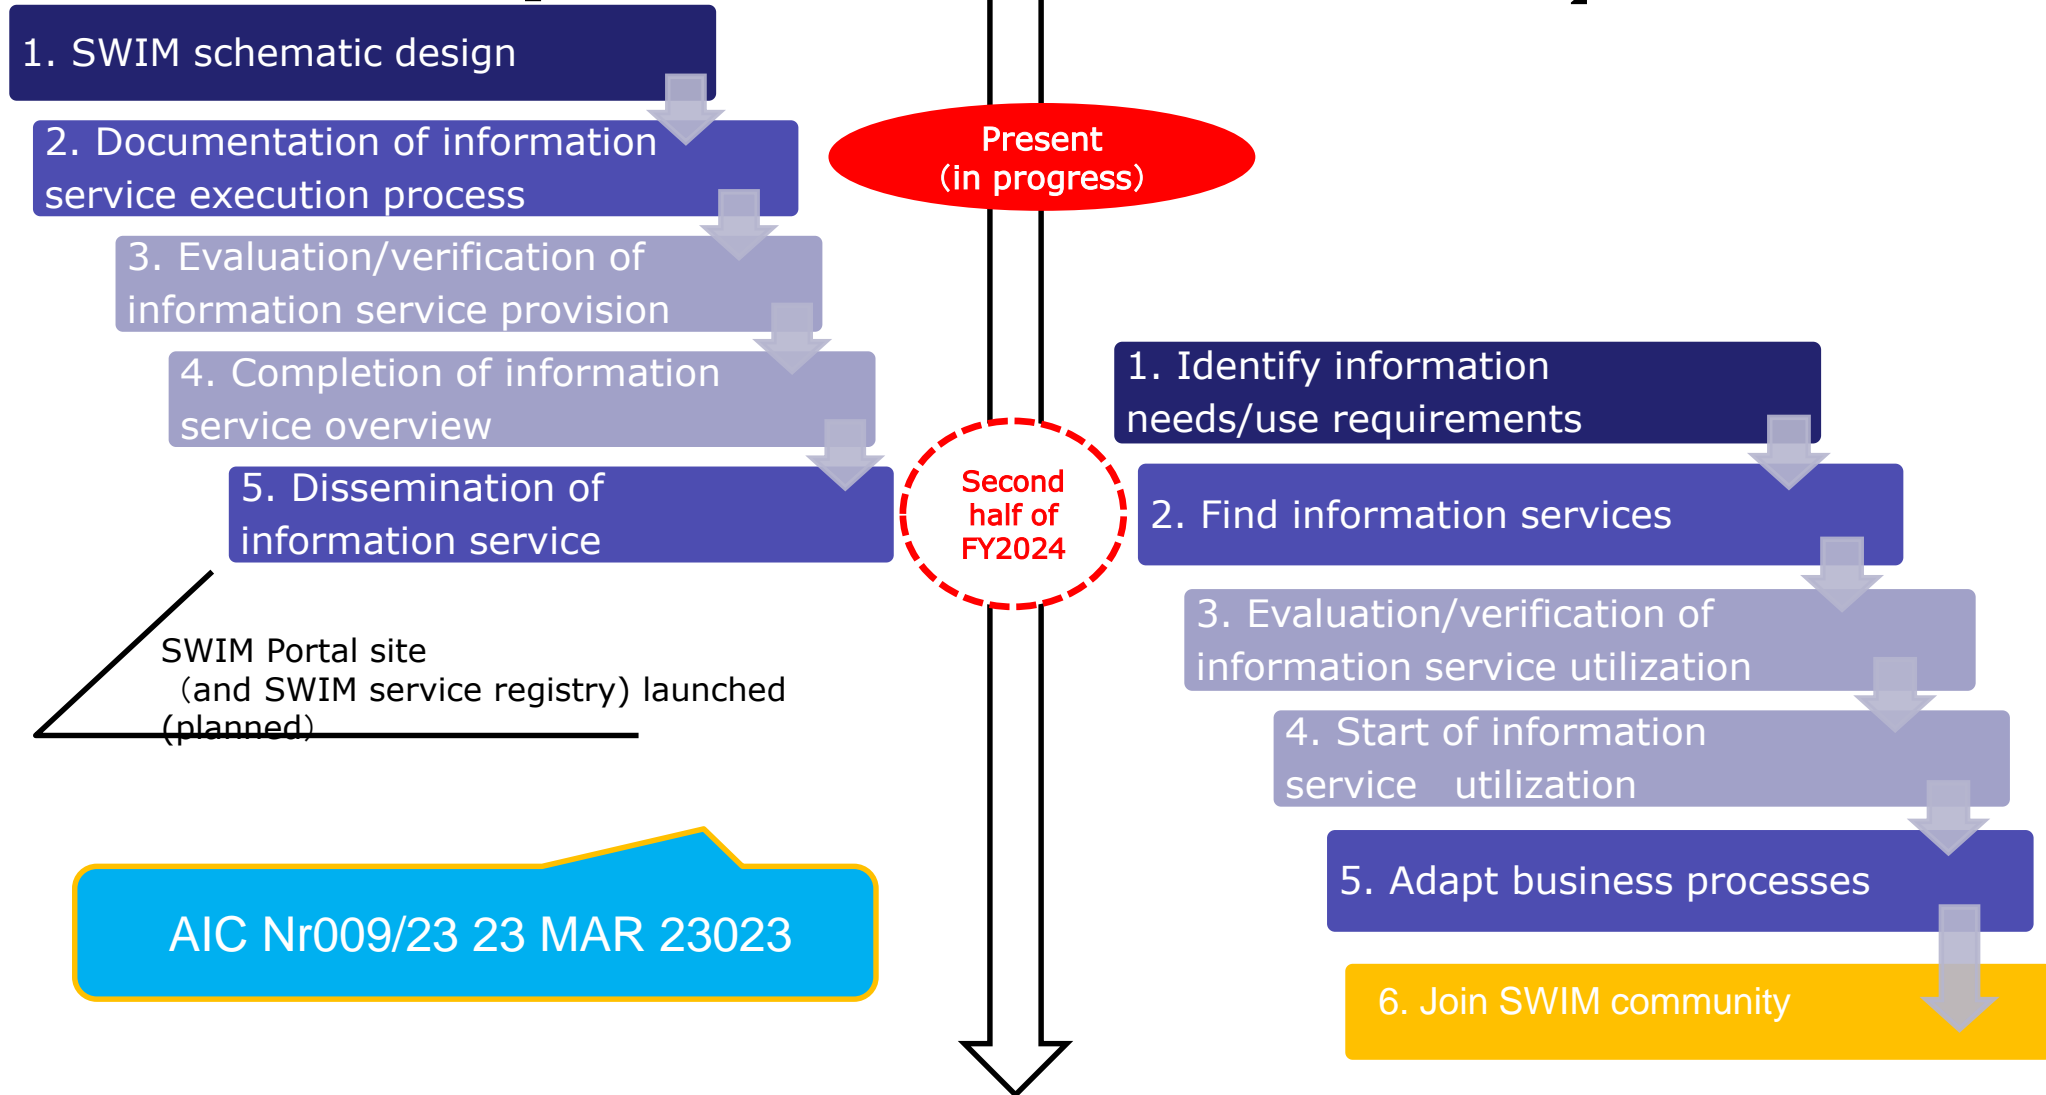 1. SWIM schematic design
2. Documentation of information
service execution process
3. Evaluation/verification of
information service provision
4. Completion of information
service overview
5. Dissemination of
information service
SWIM Portal site
（and SWIM service registry) launched
(planned）
AIC Nr009/23 23 MAR 23023
Present
（in progress）
Second
half of
FY2024
1. Identify information
needs/use requirements
2. Find information services
3. Evaluation/verification of
information service utilization
4. Start of information
service   utilization
5. Adapt business processes
6. Join SWIM community